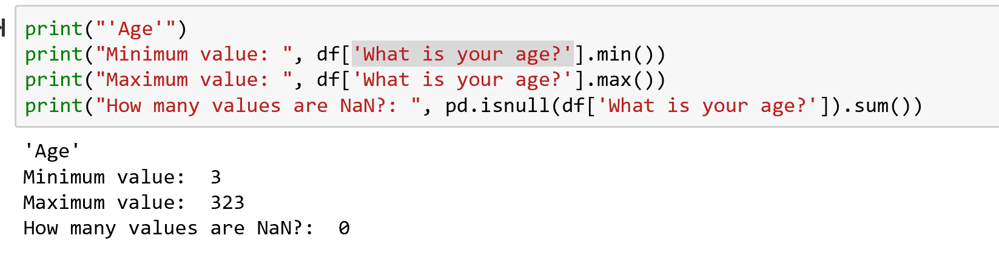 print("'Age'")
print("Minimum value: ", df['What is your age?'].min())
print("Maximum value: ", df['What is your age?'].max())
print("How many values are NaN?: ", pd.isnull(df['What is your age?']).sum())
'Age'
Minimum value:  3
Maximum value:  323
How many values are NaN?:  0